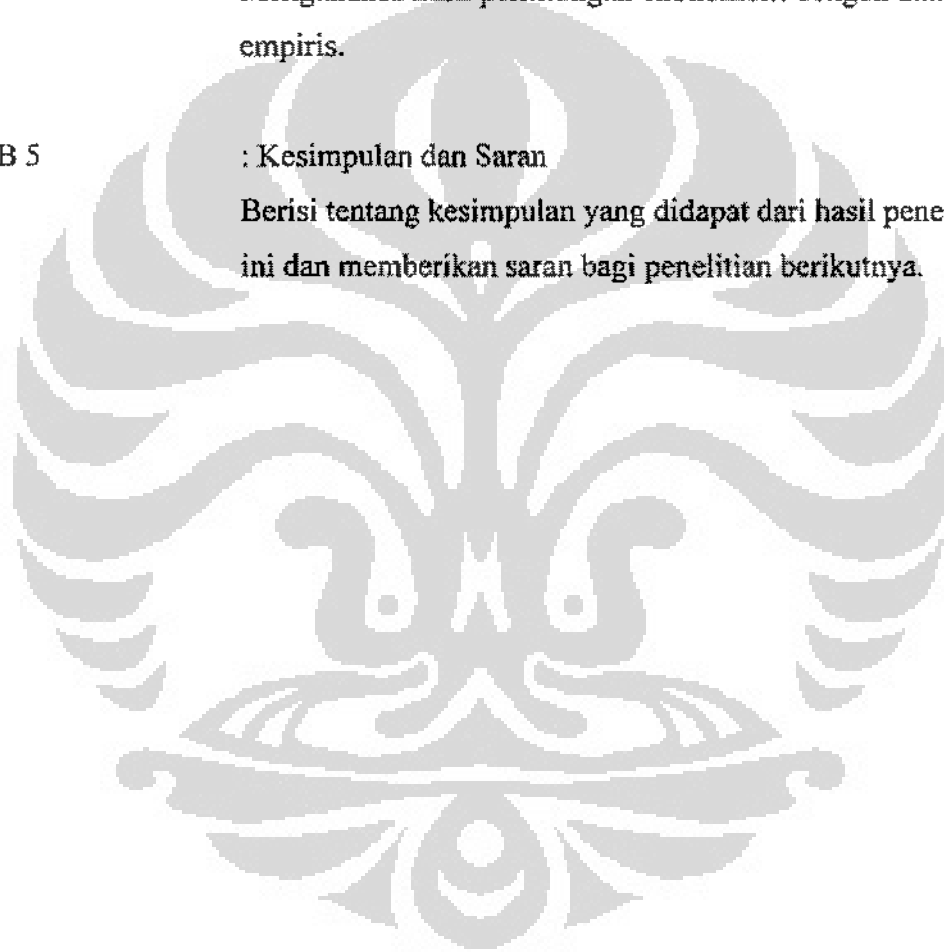 empiris.
B 5 : Kesimpulan dan Saran
Berisi tentang kesimpulan yang didapat dari hasil pene
ini dan memberikan saran bagi penelitian berikutnya.